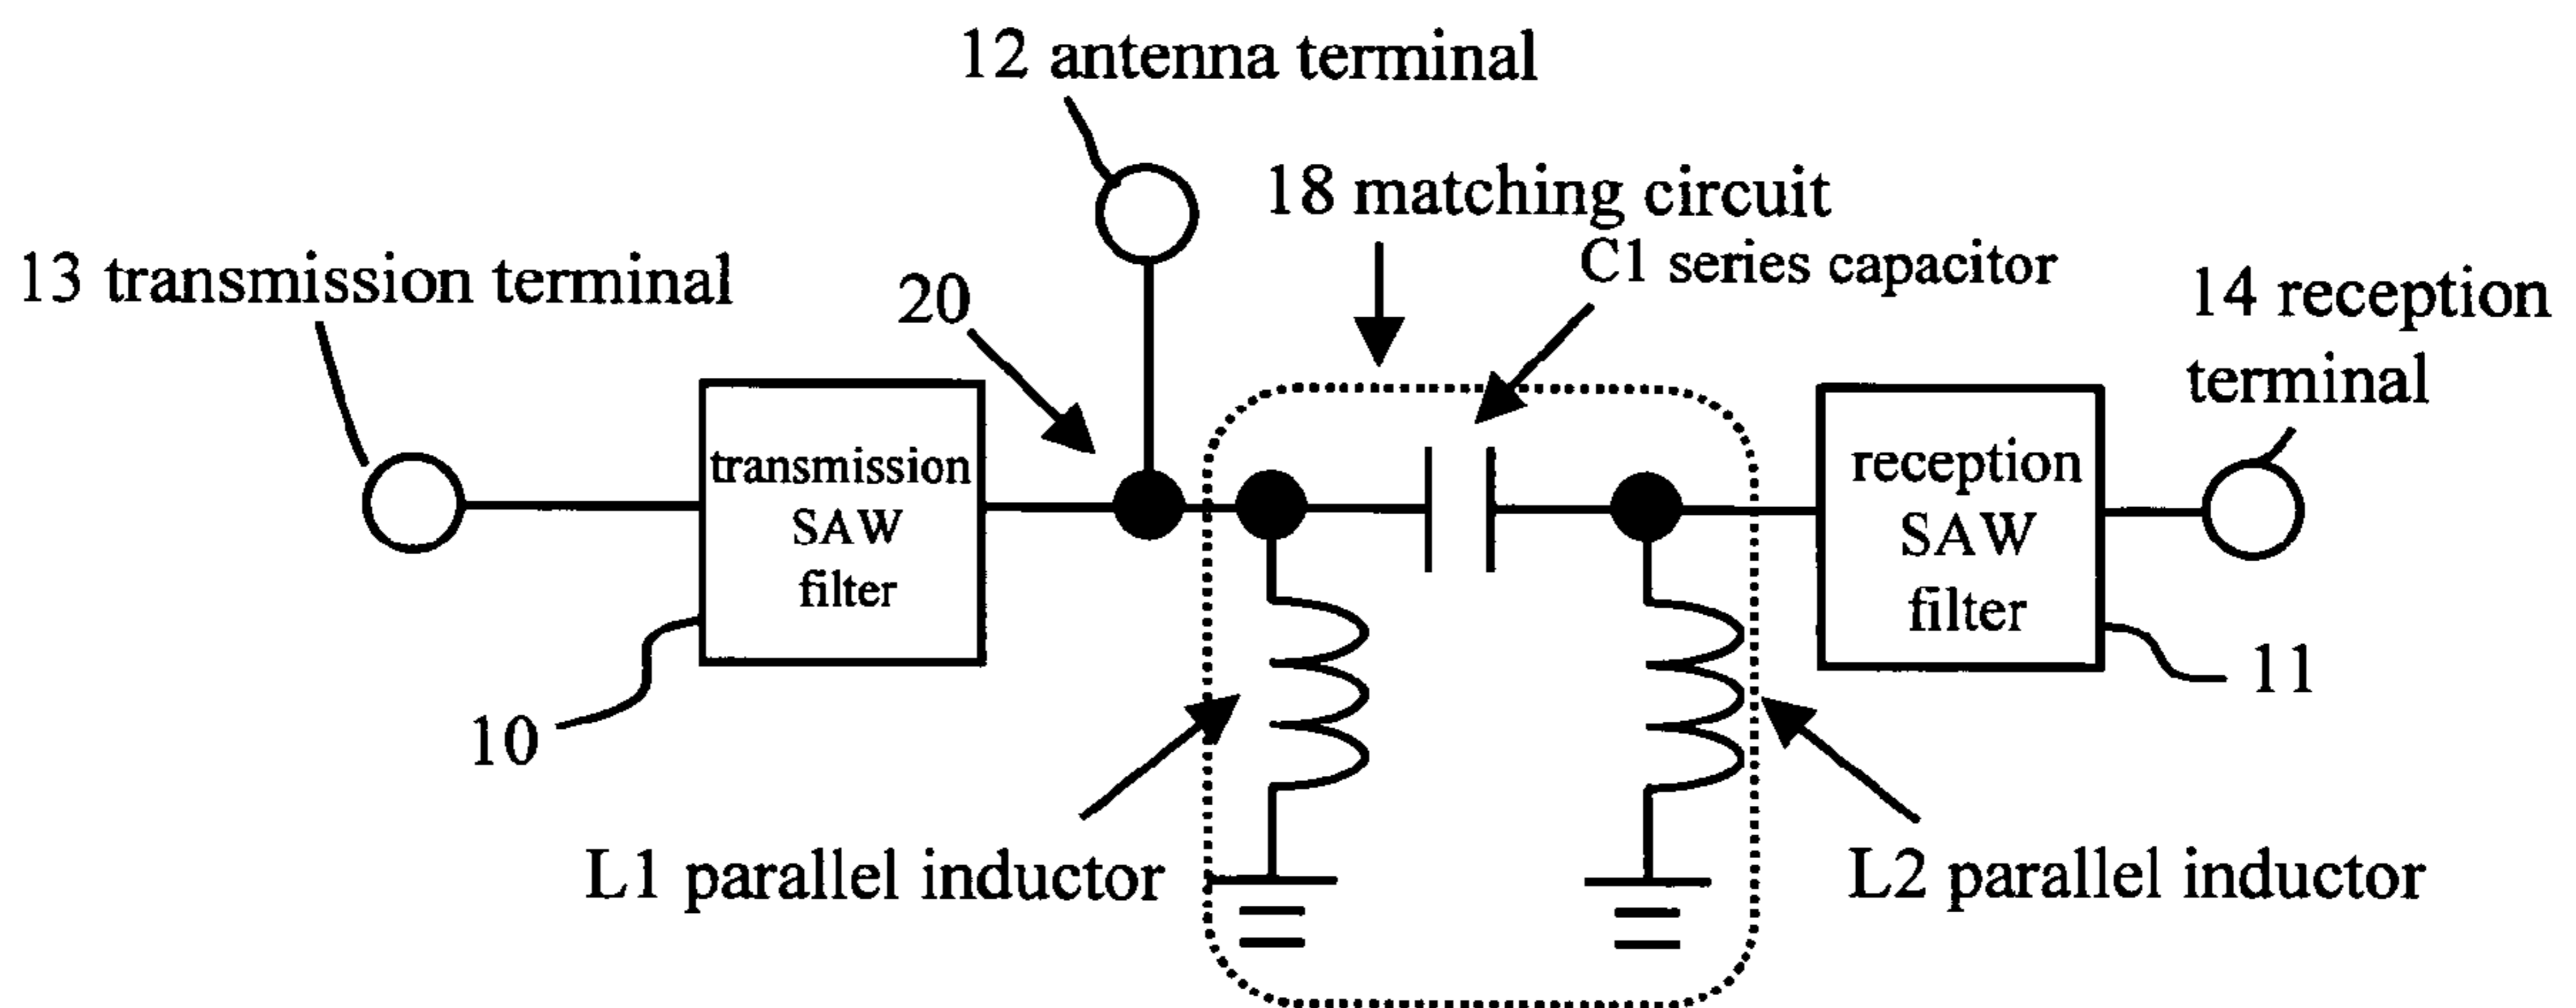 12 antenna terminal
18 matching circuit
C1 series capacitor
13 transmission terminal
20
14 reception
terminal
transmission
SAW
filter
reception
SAW
filter
10
11
L1 parallel inductor
L2 parallel inductor